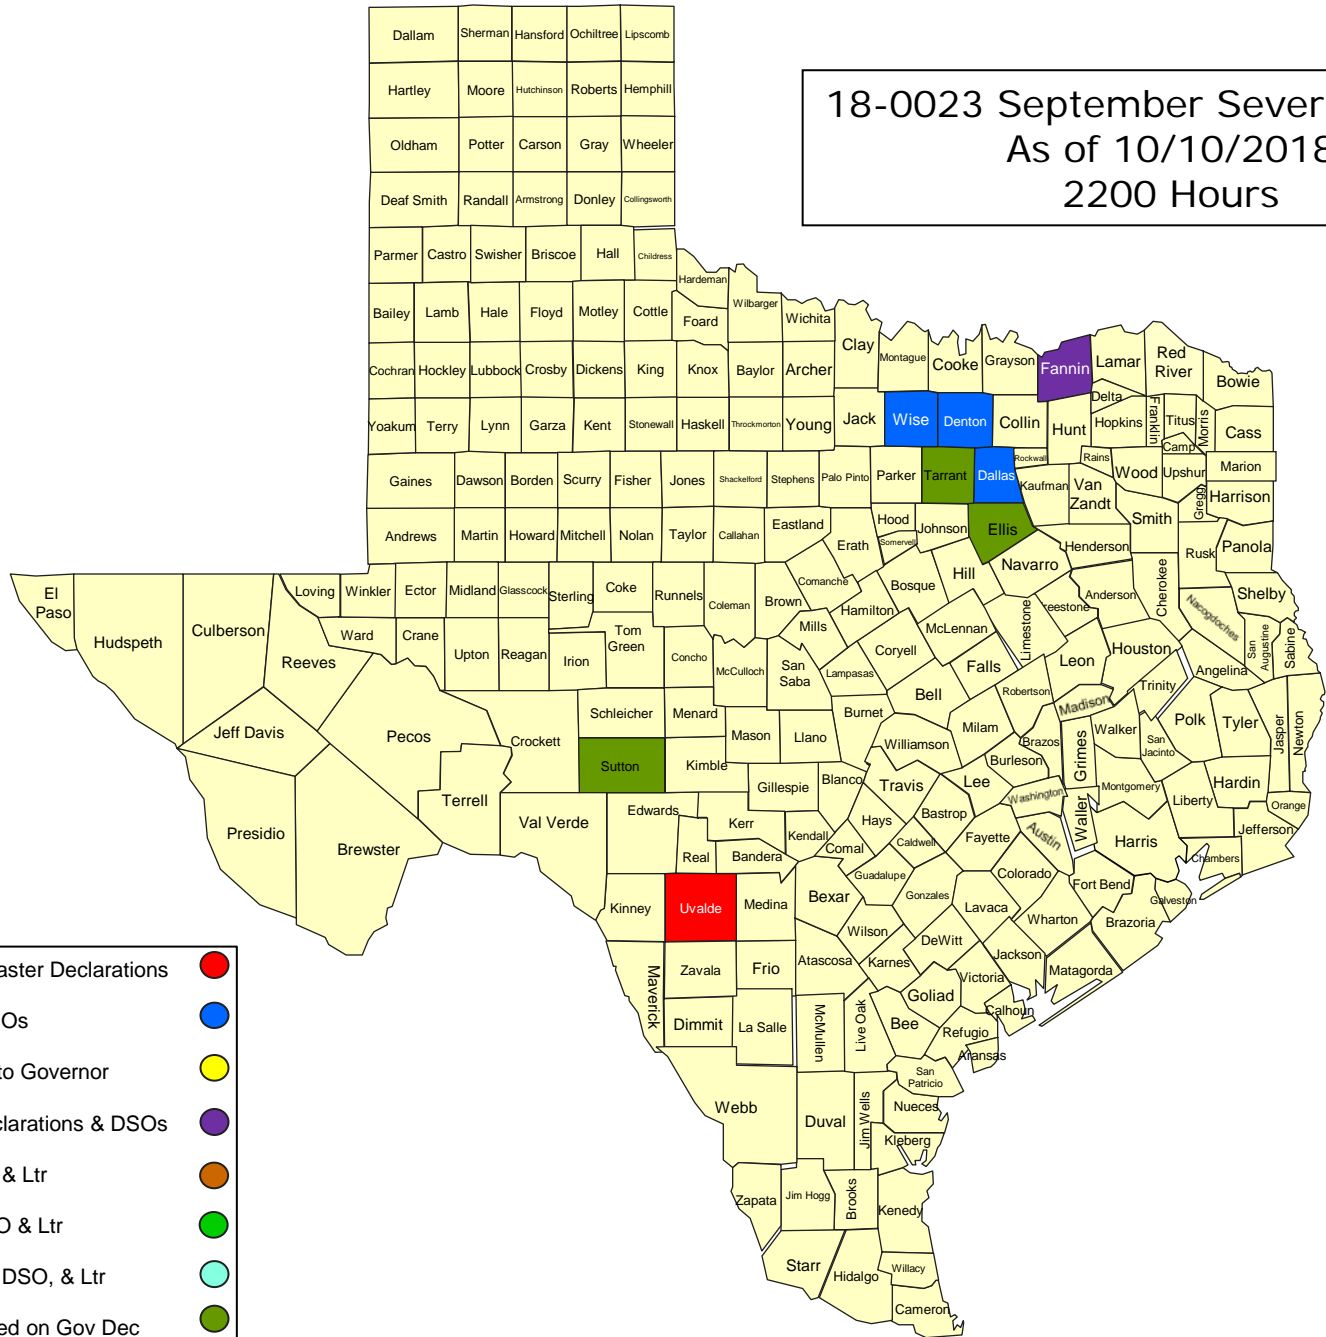 Dallam Sherman Hansford Ochiltree Lipscomb
Hartley Moore Hutchinson Roberts Hemphill
18-0023 September Sever
As of 10/10/2018
2200 Hours
Oldham Potter Carson Gray Wheeler
Deaf Smith Randall Armstrong Donley Collingsworth
Parmer Castro Swisher Briscoe Hall Childress
Hardeman
Wilbarger
Bailey Lamb Hale Floyd Motley Cottle Foard Wichita
Clay Montague Cooke Grayson Fannin Lamar Red
River
Bowie
Cochran Hockley Lubbock Crosby Dickens King Knox Baylor Archer
Delta
Yoakum Terry Lynn Garza Kent Stonewall Haskell Throckmorton Young Jack Wise Denton Collin Hunt Hopkins Franklin Titus Morris Cass
Camp
Rockwall Rains
Gaines Dawson Borden Scurry Fisher Jones Shackelford Stephens Palo Pinto Parker Tarrant Dallas Kaufman Van
Zandt
Wood Upshur Marion
Gregg Harrison
Andrews Martin Howard Mitchell Nolan Taylor Callahan Eastland Erath Hood Somervell Johnson Ellis Henderson Smith Rusk Panola
El
Paso
Hudspeth Culberson Loving Winkler Ector Midland Glasscock Sterling Coke Runnels Coleman Brown Comanche Hamilton Bosque Hill Navarro Anderson Cherokee Shelby
Nacogdoches
Reeves Ward Crane Upton Reagan Irion Tom
Green
Concho McCulloch San
Saba
Mills Lampasas Coryell McLennan Limestone reestone Leon Houston San
Augustine
Sabine
Angelina
Falls Bell Robertson Madison Trinity
Jeff Davis Pecos Crockett Schleicher Menard Mason Llano Burnet Williamson Milam Brazos Grimes Walker San
Jacinto
Polk Tyler Jasper Newton
Sutton Kimble Gillespie Blanco Travis Lee Burleson Washington Montgomery Liberty Hardin Orange
Presidio Brewster Terrell Val Verde Edwards Kerr Kendall Hays Bastrop Caldwell Fayette Austin Waller Harris Jefferson
Chambers
Real Bandera Comal Guadalupe Gonzales Colorado Fort Bend Galveston
Kinney Uvalde Medina Bexar Wilson Lavaca Wharton Brazoria
Maverick Zavala Frio Atascosa Karnes DeWitt Jackson Matagorda
Victoria
Goliad Calhoun
Dimmit La Salle McMullen Live Oak Bee Refugio
Aransas
San
Patricio
Webb Duval Jim Wells Nueces
Kleberg
Zapata Jim Hogg Brooks Kenedy
Starr Hidalgo Willacy
Cameron
aster Declarations
Os
to Governor
clarations & DSOs
& Ltr
O & Ltr
DSO, & Ltr
ed on Gov Dec